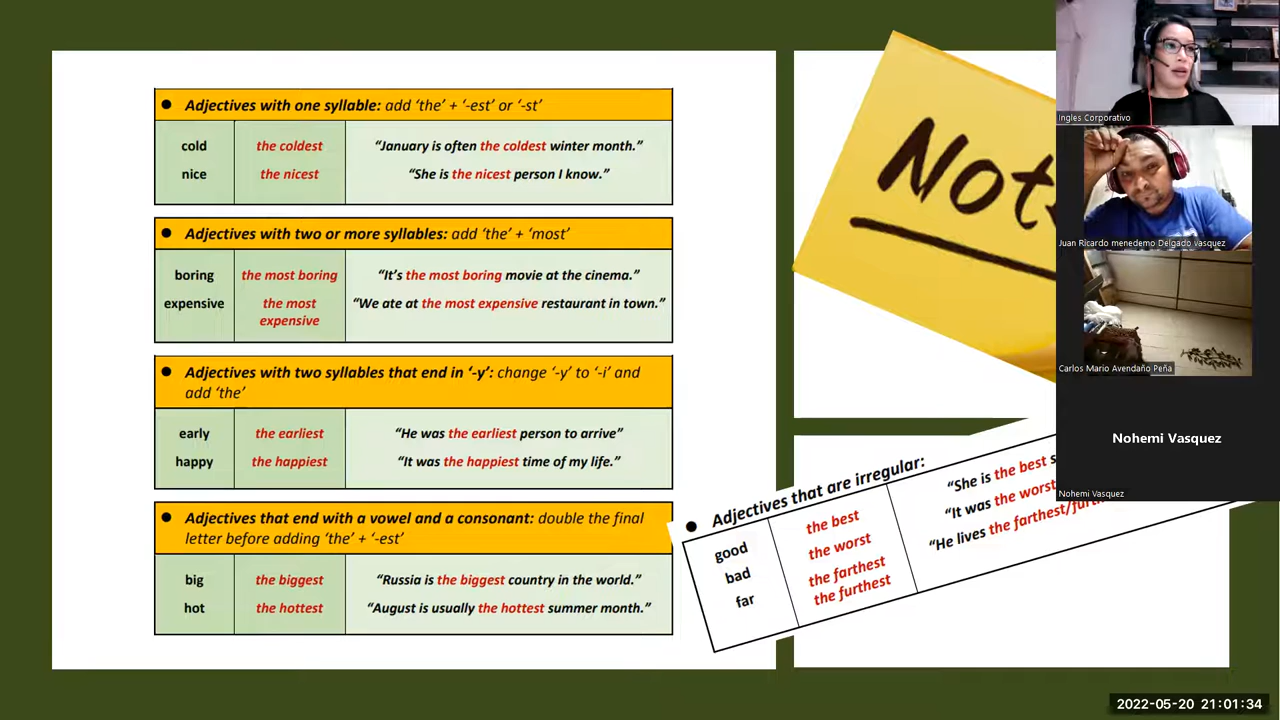 ● Adjectives with one syllable: add ‘the’ + ‘-est’ or ‘-st’
cold the coldest “January is often the coldest winter month.”
nice the nicest “She is the nicest person I know.”
● Adjectives with two or more syllables: add ‘the’ + ‘most’
boring the most boring “It’s the most boring movie at the cinema.”
expensive the most “We ate at the most expensive restaurant in town.”
expensive
● Adjectives with two syllables that end in ‘-y’: change ‘-y’ to ‘-i’ and
add ‘the’
early the earliest “He was the earliest person to arrive”
happy the happiest “It was the happiest time of my life.”
● Adjectives that end with a vowel and a consonant: double the final
letter before adding ‘the’ + ‘-est’
big the biggest “Russia is the biggest country in the world.”
hot the hottest “August is usually the hottest summer month.”
● Adjectives that are irregular:
good the best “She is the best
bad the worst “It was the worst
far the farthest “He lives the farthest/
the furthest
Ingles Corporativo
Juan Ricardo menedemo Delgado vasquez
Carlos Mario Avendaño Peña
Nohemi Vasquez
Nohemi Vasquez
2022-05-20 21:01:34